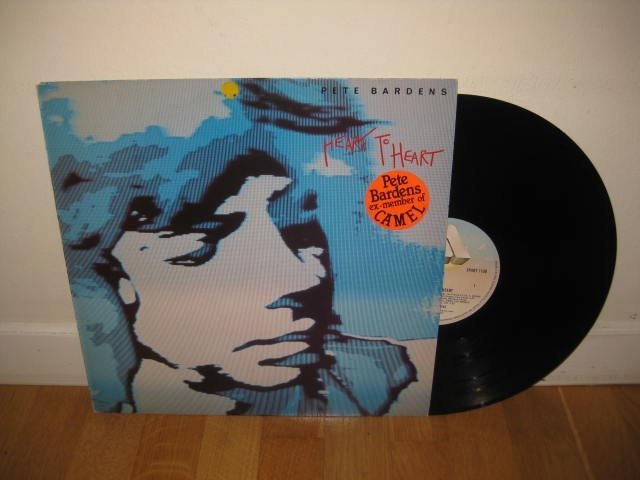 PETE BARDENS
HEART TO HEART
Pete
Bardens
ex-member of
CAMEL